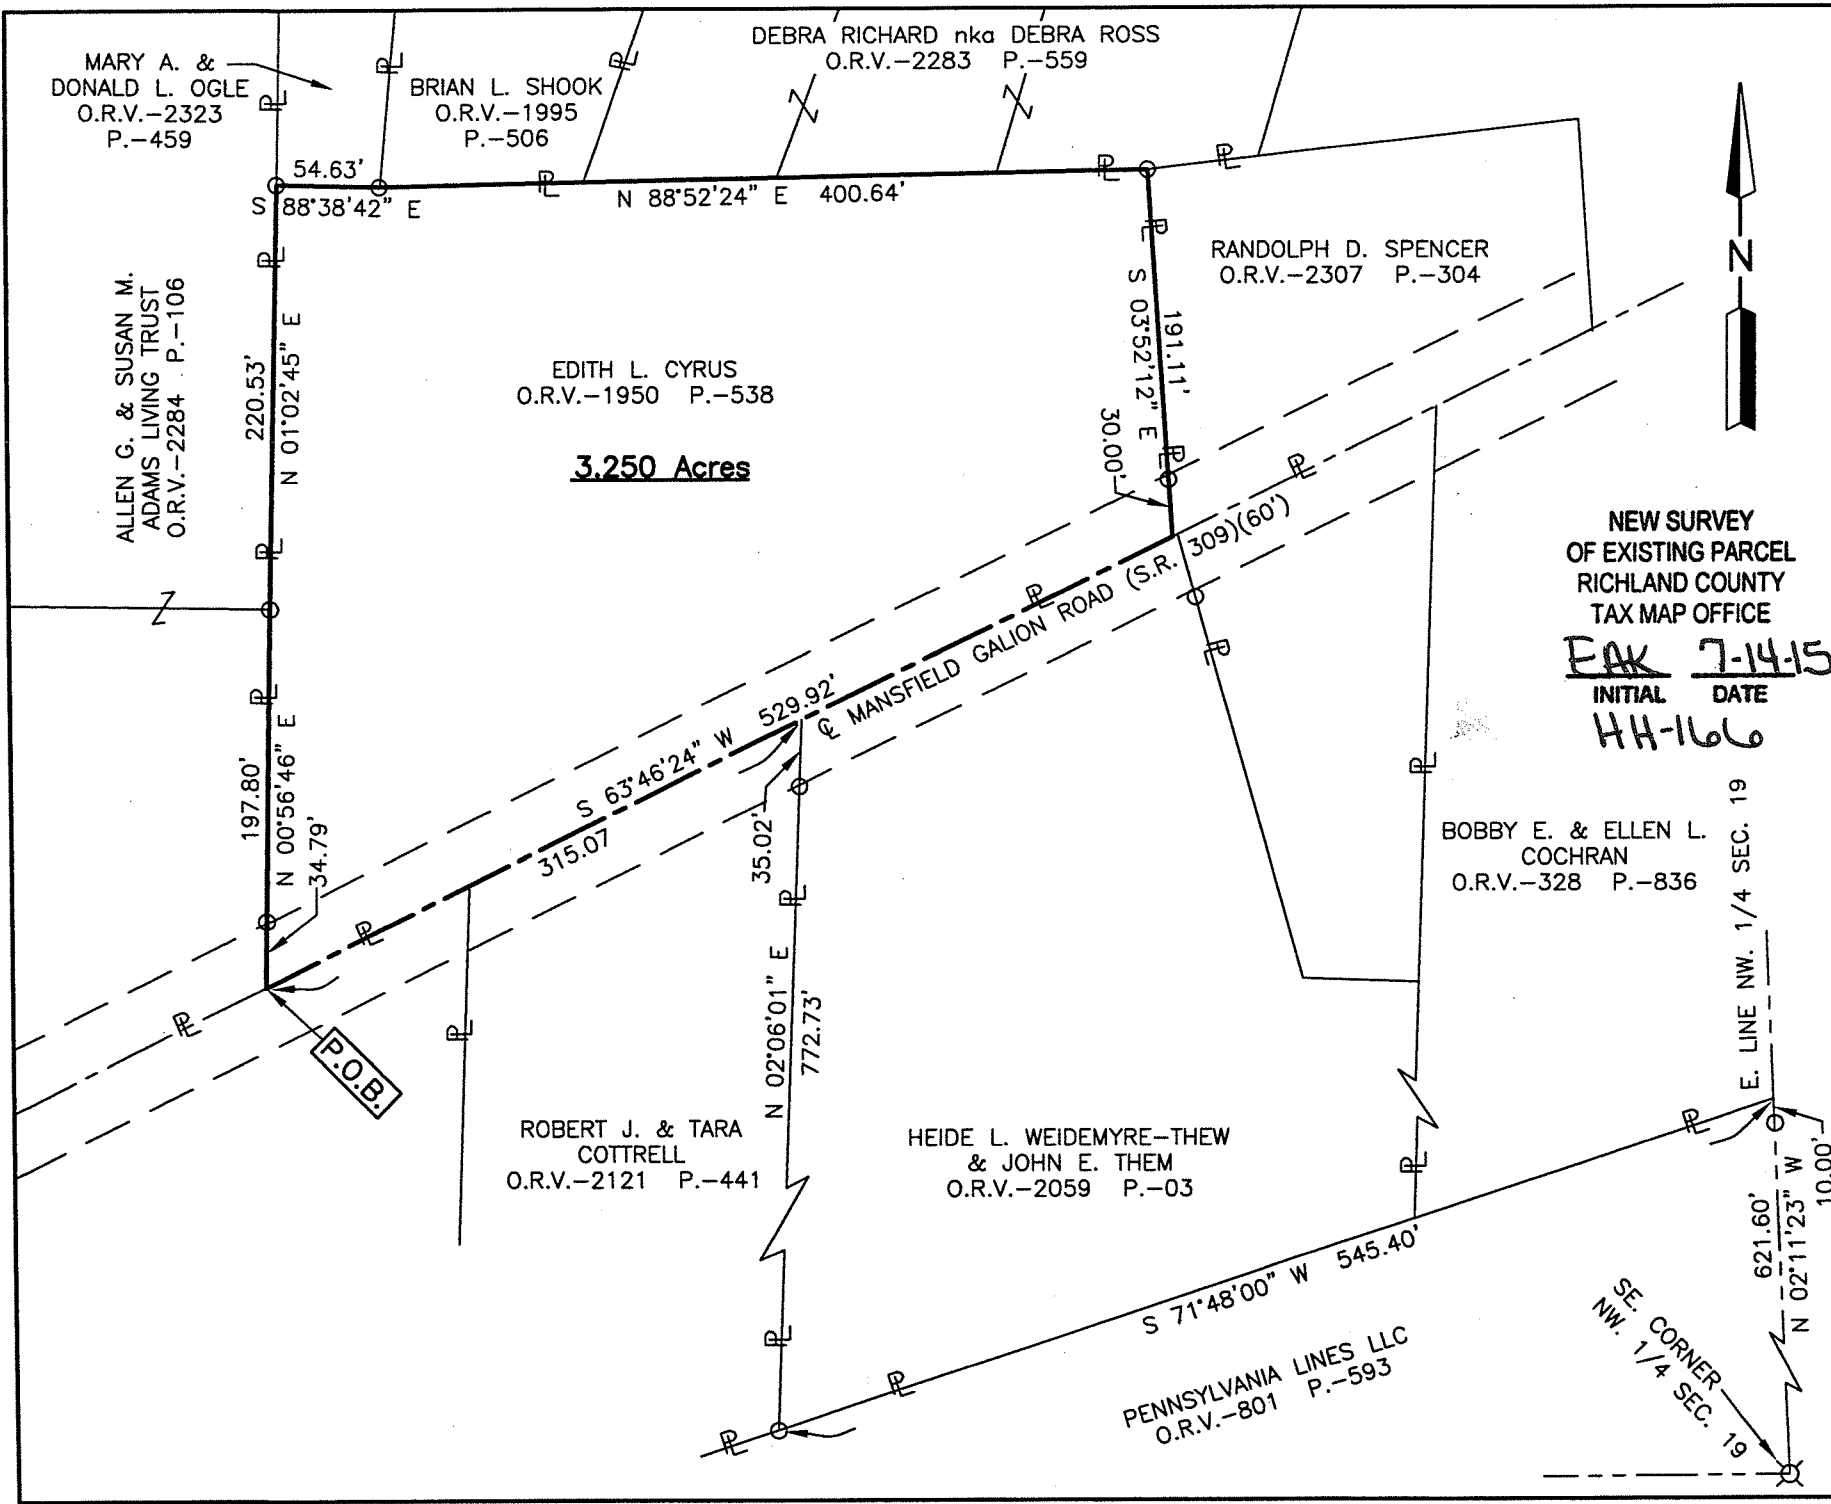 MARY A. &
DONALD L. OGLE
O.R.V.-2323
P.-459
BRIAN L. SHOOK
O.R.V.-1995
P.-506
DEBRA RICHARD nka DEBRA ROSS
O.R.V.-2283 P.-559
54.63'
S 88°38'42" E
N 88°52'24" E 400.64'
RANDOLPH D. SPENCER
O.R.V.-2307 P.-304
N
ALLEN G. & SUSAN M.
ADAMS LIVING TRUST
O.R.V.-2284 P.-106
220.53'
N 01°02'45" E
EDITH L. CYRUS
O.R.V.-1950 P.-538
3.250 Acres
S 03°52'12" E
191.11'
30.00'
NEW SURVEY
OF EXISTING PARCEL
RICHLAND COUNTY
TAX MAP OFFICE
EAK 7-14-15
INITIAL DATE
HH-166
197.80'
N 00°56'46" E
34.79'
S 63°46'24" W 529.92'
315.07
℄ MANSFIELD GALION ROAD (S.R. 309)(60')
35.02'
BOBBY E. & ELLEN L.
COCHRAN
O.R.V.-328 P.-836
E. LINE NW. 1/4 SEC. 19
P.O.B.
N 02°06'01" E
772.73'
ROBERT J. & TARA
COTTRELL
O.R.V.-2121 P.-441
HEIDE L. WEIDEMYRE-THEW
& JOHN E. THEM
O.R.V.-2059 P.-03
S 71°48'00" W 545.40'
PENNSYLVANIA LINES LLC
O.R.V.-801 P.-593
621.60'
N 02°11'23" W
10.00'
SE. CORNER
NW. 1/4 SEC. 19